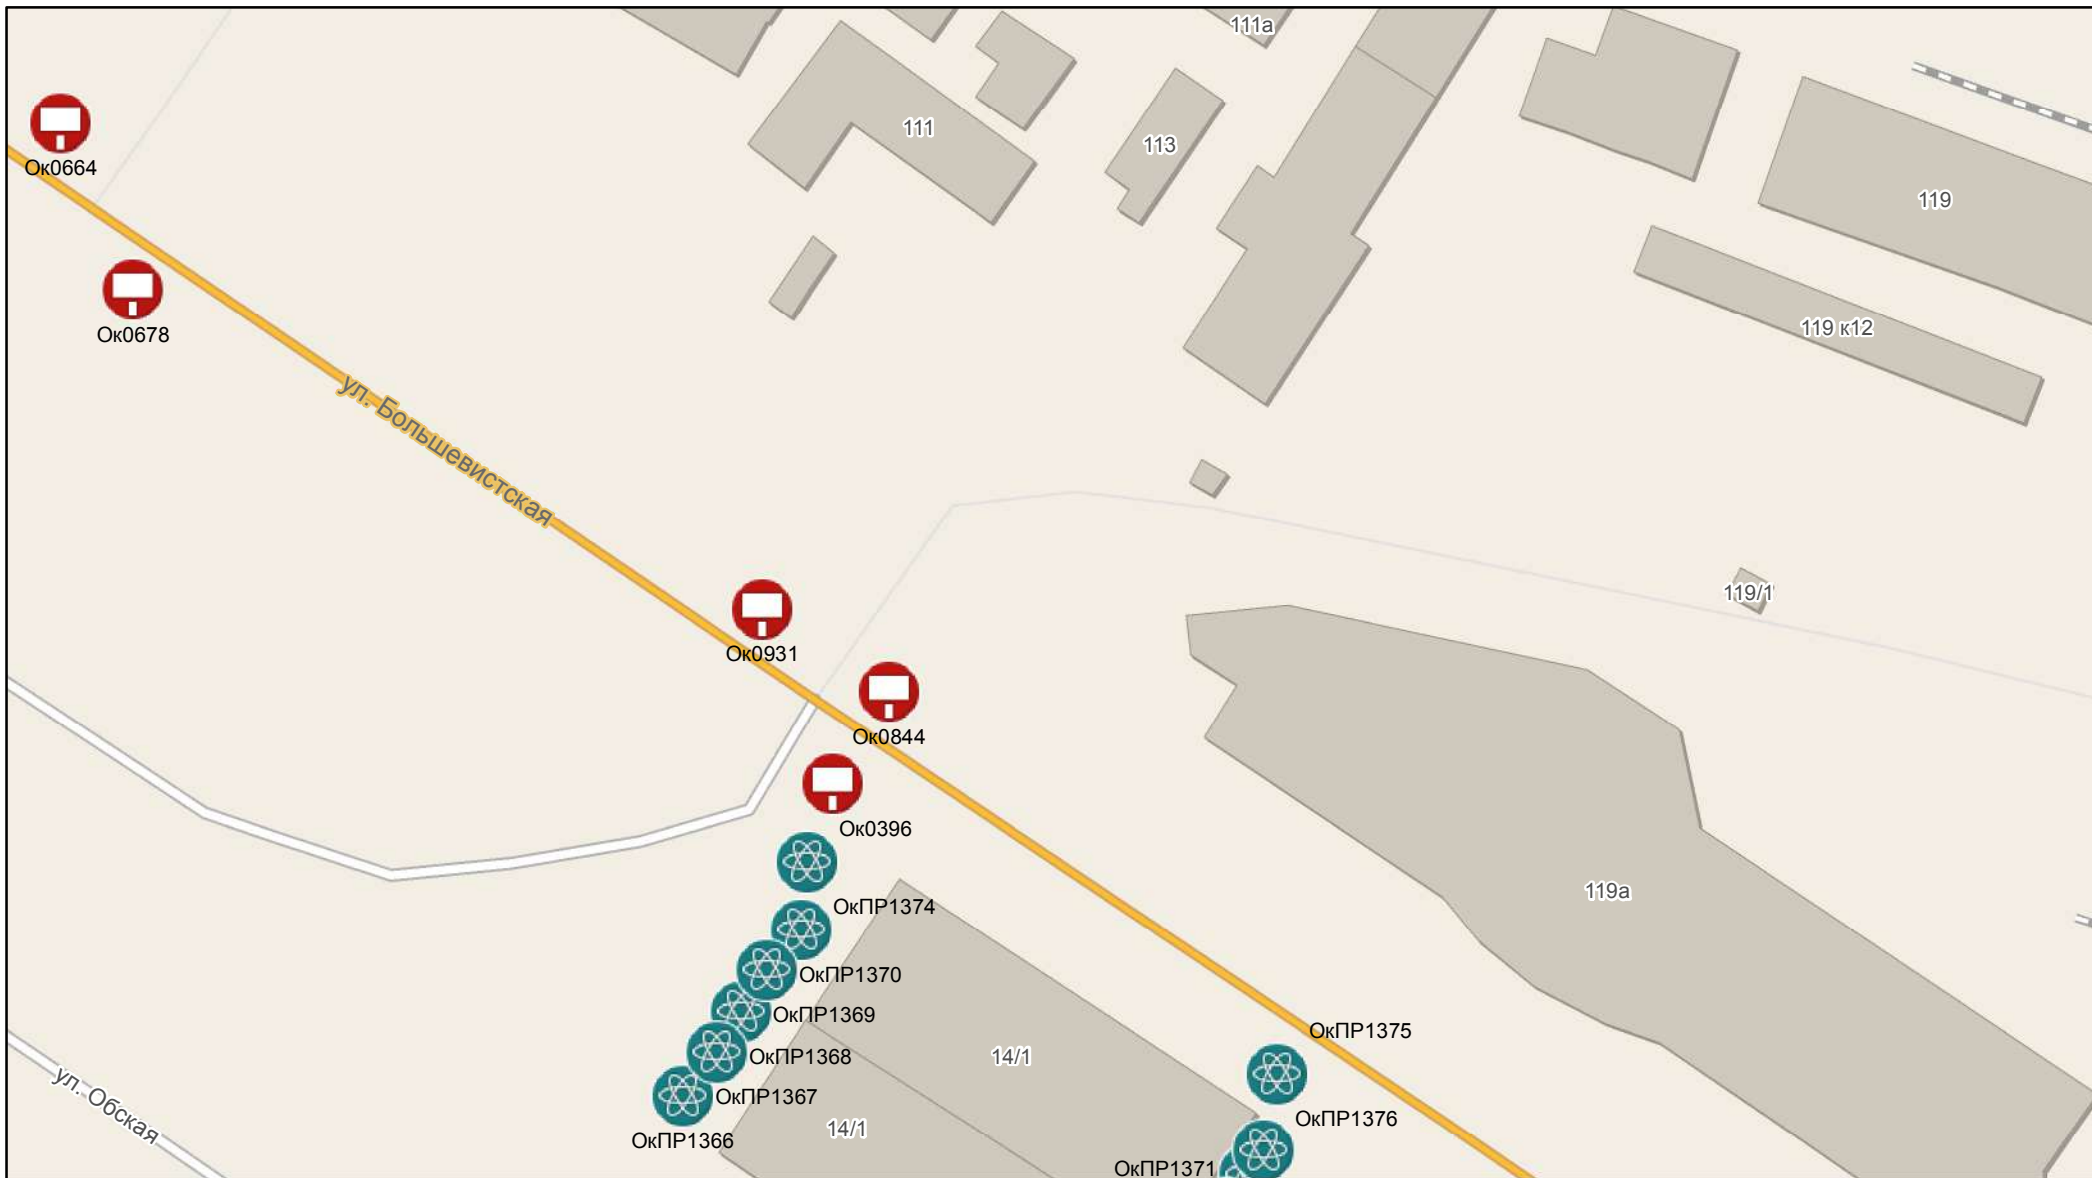 111а
111
113
Ок0664
119
Ок0678
119 к12
ул. Большевистская
119/1
Ок0931
Ок0844
Ок0396
119а
ОкПР1374
ОкПР1370
ОкПР1369
ОкПР1375
ОкПР1368
14/1
ОкПР1367
ул. Обская
ОкПР1376
14/1
ОкПР1366
ОкПР1371